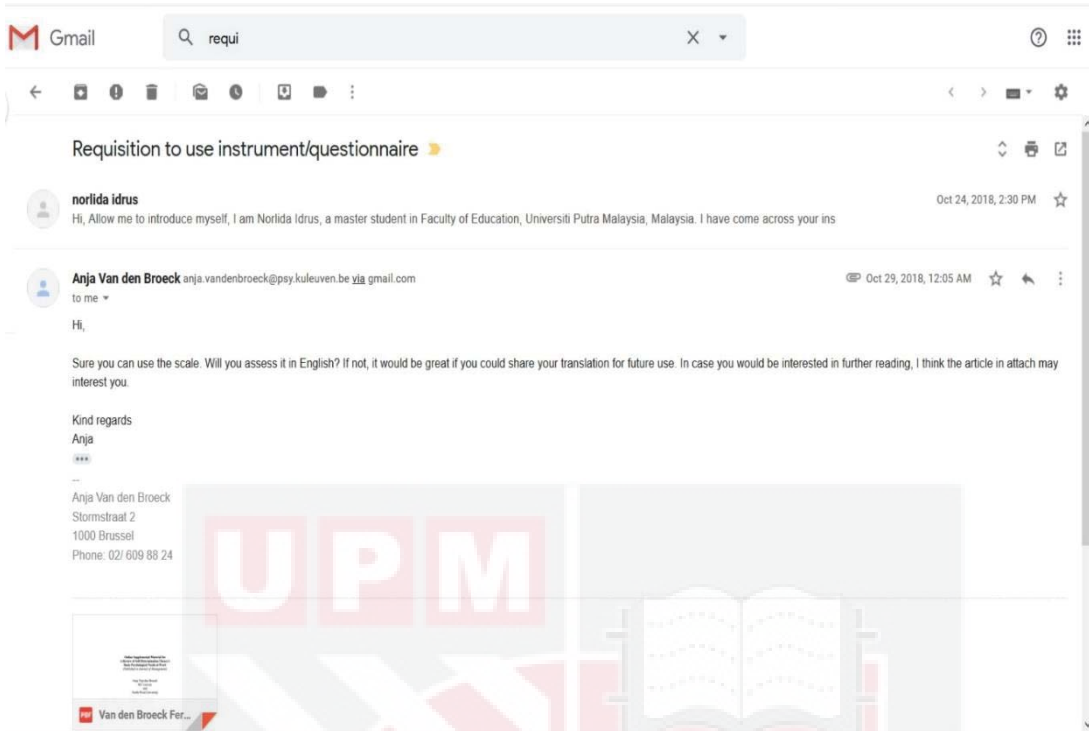 Gmail
requi
Requisition to use instrument/questionnaire
norlida idrus
Oct 24, 2018, 2:30 PM
Hi, Allow me to introduce myself, I am Norlida Idrus, a master student in Faculty of Education, Universiti Putra Malaysia, Malaysia. I have come across your ins
Anja Van den Broeck anja.vandenbroeck@psy.kuleuven.be via gmail.com
Oct 29, 2018, 12:05 AM
to me
Hi,
Sure you can use the scale. Will you assess it in English? If not, it would be great if you could share your translation for future use. In case you would be interested in further reading, I think the article in attach may
interest you.
Kind regards
Anja
...
--
Anja Van den Broeck
Stormstraat 2
1000 Brussel
Phone: 02/ 609 88 24
UPM
PDF Van den Broeck Fer...